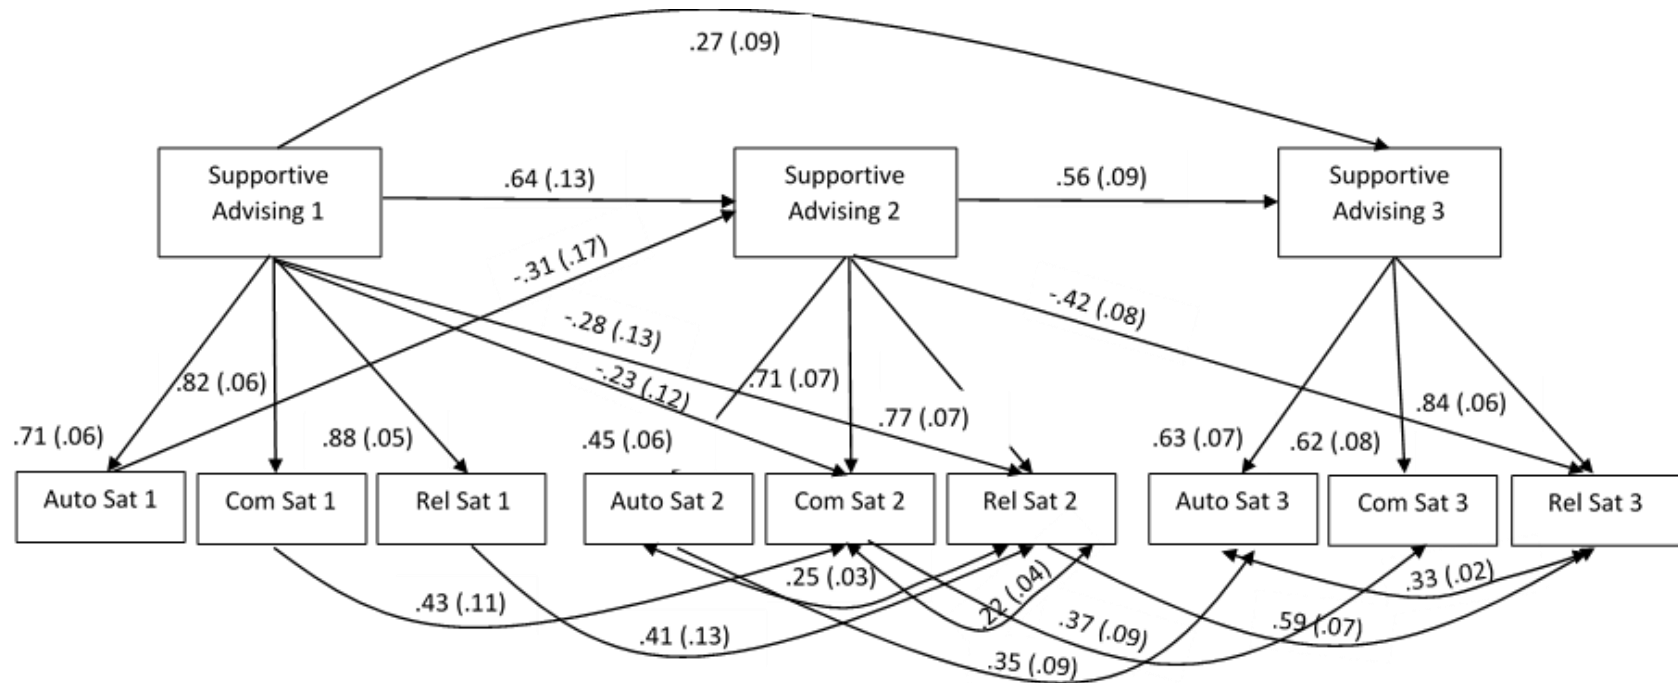 .27 (.09)
Supportive
Advising 1
.64 (.13)
Supportive
Advising 2
.56 (.09)
Supportive
Advising 3
-.31 (.17)
-.28 (.13)
-.42 (.08)
.82 (.06)
-.23 (.12)
.71 (.07)
.77 (.07)
.84 (.06)
.71 (.06)
.88 (.05)
.45 (.06)
.63 (.07)
.62 (.08)
Auto Sat 1
Com Sat 1
Rel Sat 1
Auto Sat 2
Com Sat 2
Rel Sat 2
Auto Sat 3
Com Sat 3
Rel Sat 3
.25 (.03)
.22 (.04)
.33 (.02)
.43 (.11)
.41 (.13)
.37 (.09)
.59 (.07)
.35 (.09)